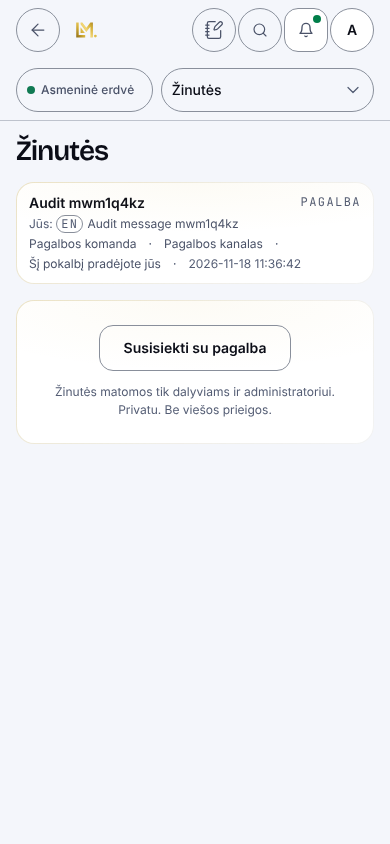 LM.
A
Asmeninė erdvė
Žinutės
Žinutės
Audit mwm1q4kz
PAGALBA
Jūs: EN Audit message mwm1q4kz
Pagalbos komanda · Pagalbos kanalas ·
Šį pokalbį pradėjote jūs · 2026-11-18 11:36:42
Susisiekti su pagalba
Žinutės matomos tik dalyviams ir administratoriui.
Privatu. Be viešos prieigos.